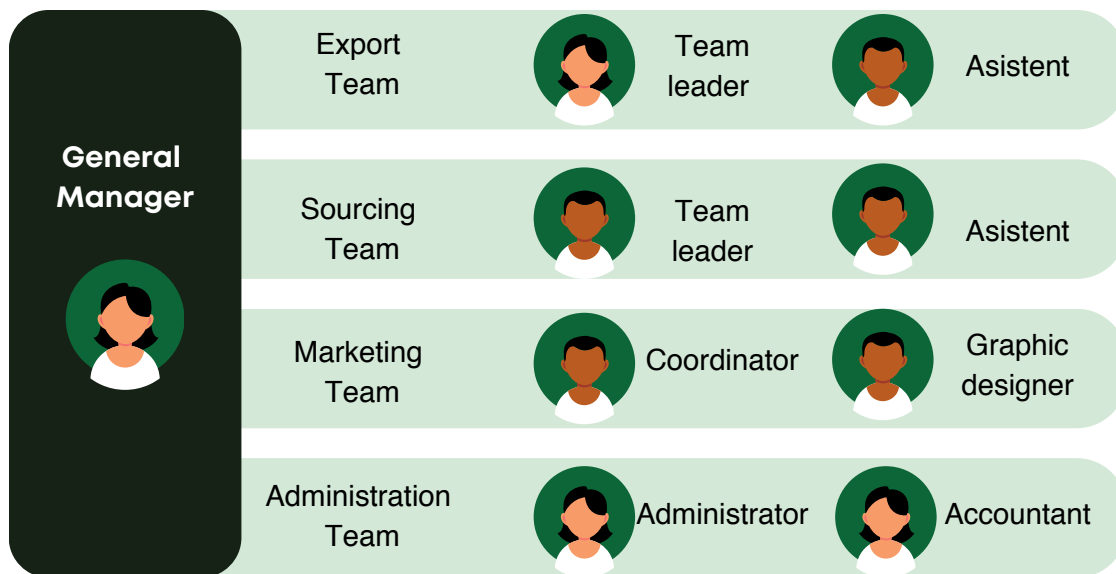 General
Manager
Export
Team
Team
leader
Asistent
Sourcing
Team
Team
leader
Asistent
Marketing
Team
Coordinator
Graphic
designer
Administration
Team
Administrator
Accountant